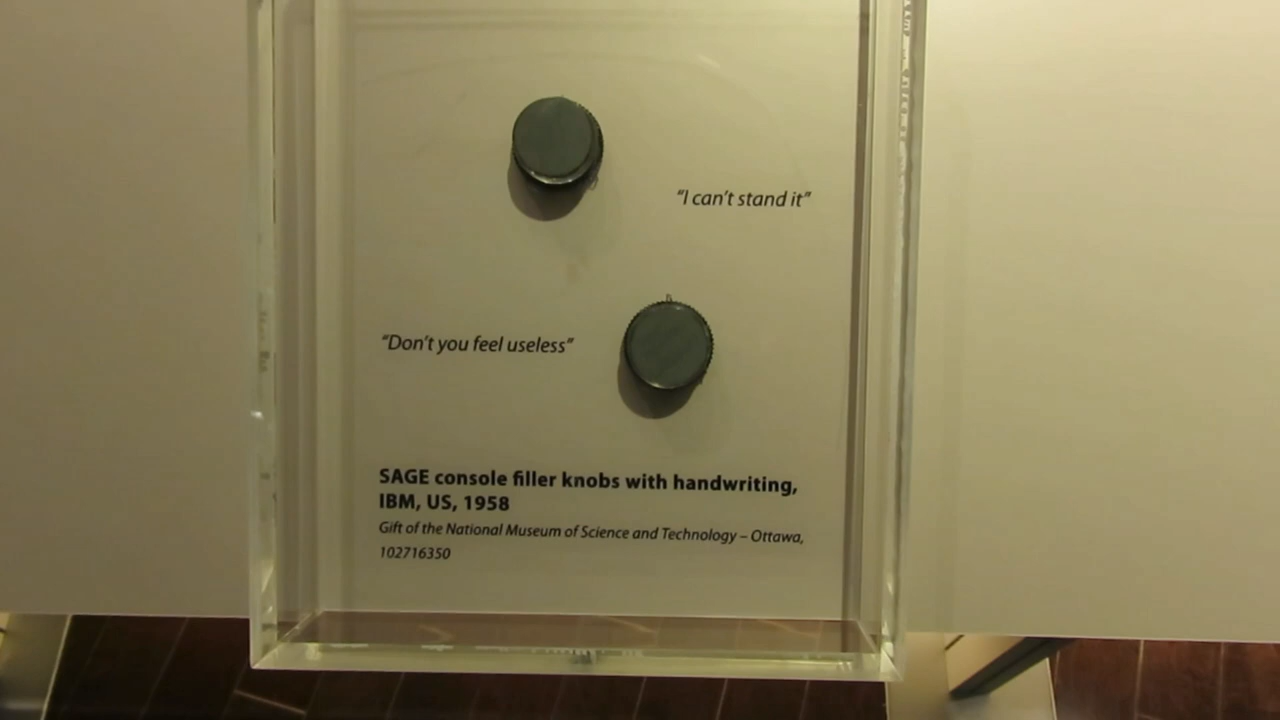 “I can’t stand it”
“Don’t you feel useless”
SAGE console filler knobs with handwriting,
IBM, US, 1958
Gift of the National Museum of Science and Technology – Ottawa,
102716350